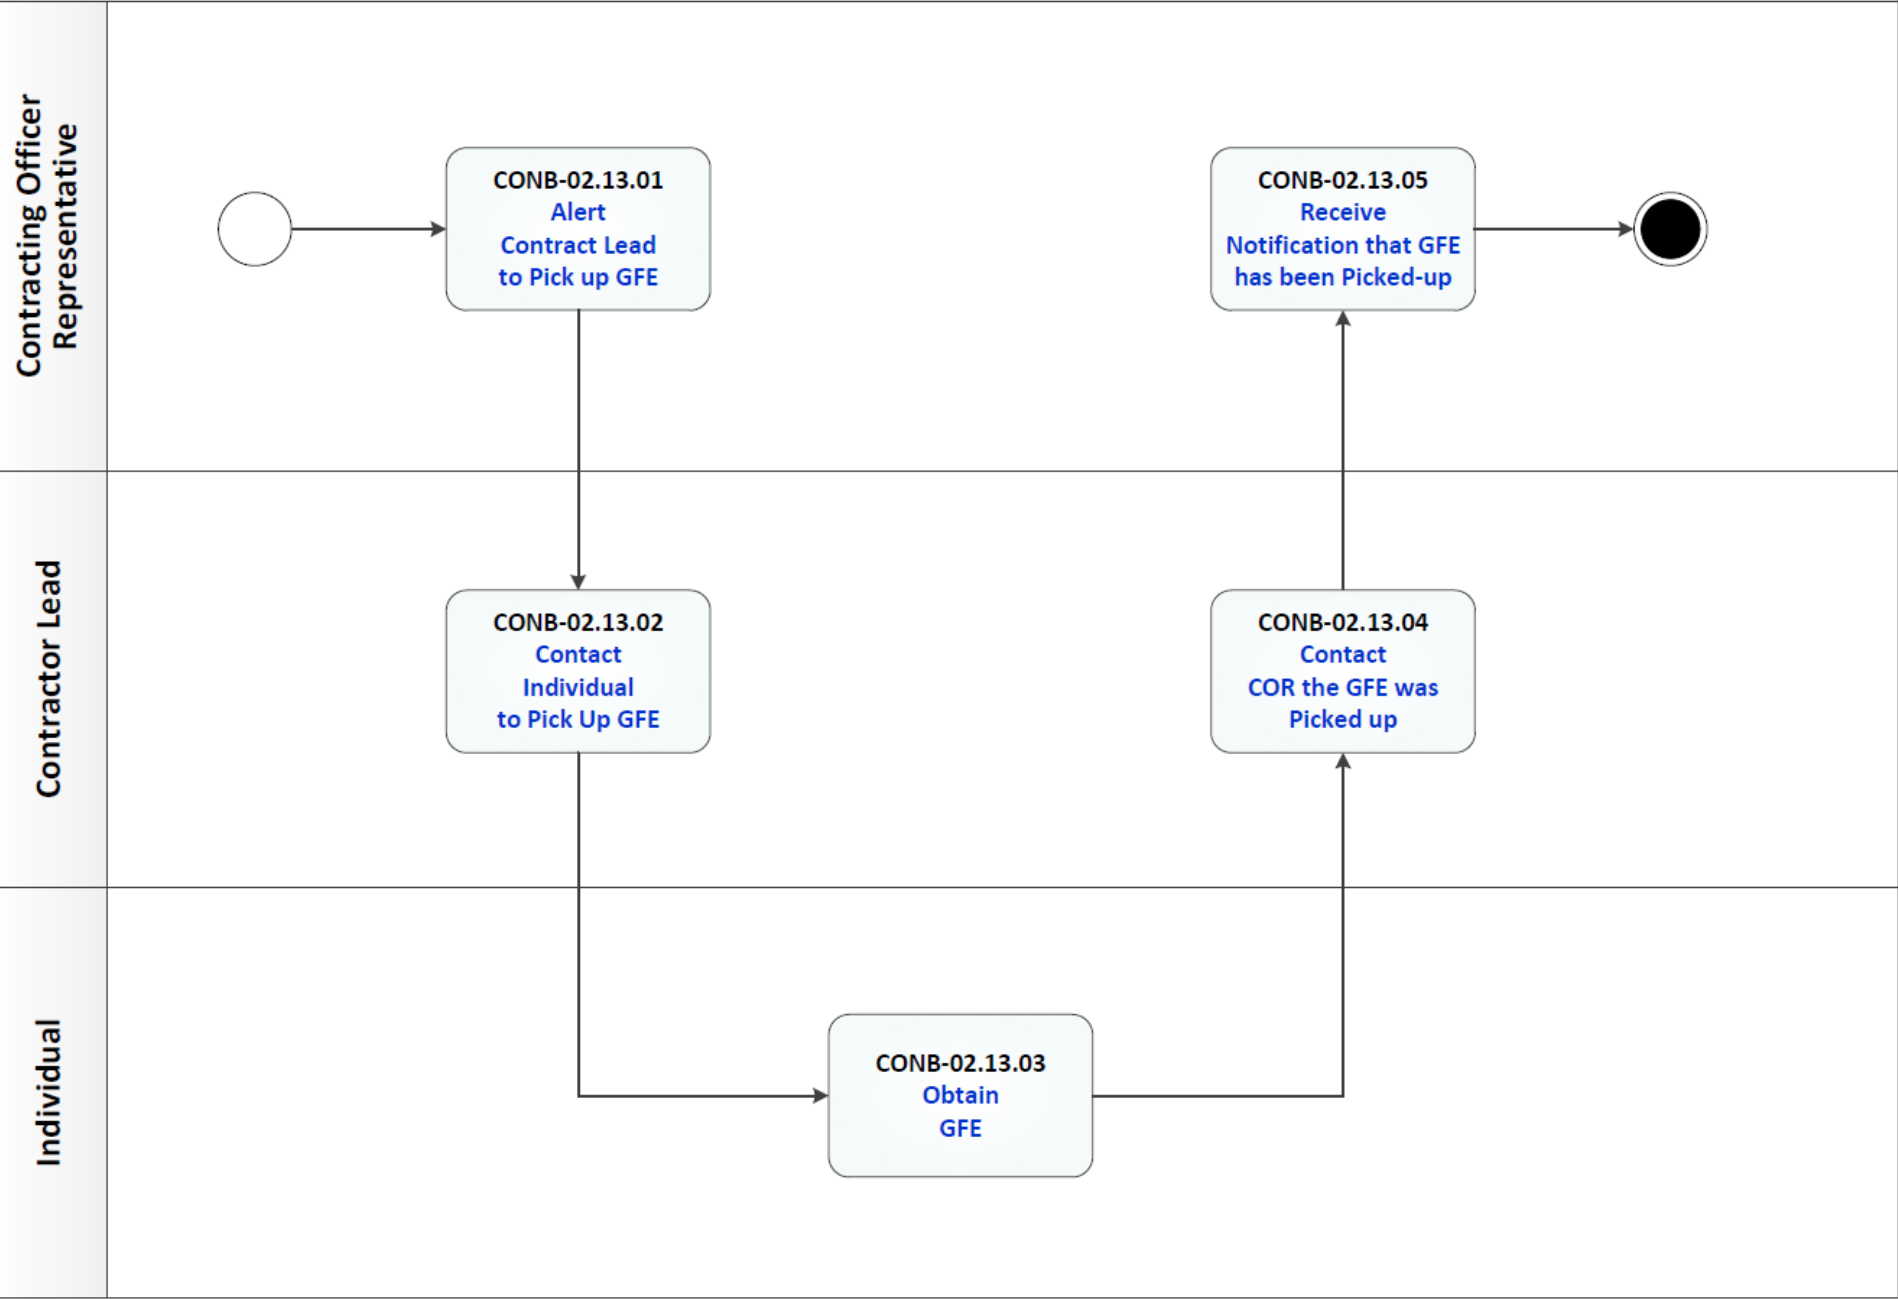 Contracting Officer
Representative
CONB-02.13.01
Alert
Contract Lead
to Pick up GFE
CONB-02.13.05
Receive
Notification that GFE
has been Picked-up
Contractor Lead
CONB-02.13.02
Contact
Individual
to Pick Up GFE
CONB-02.13.04
Contact
COR the GFE was
Picked up
Individual
CONB-02.13.03
Obtain
GFE